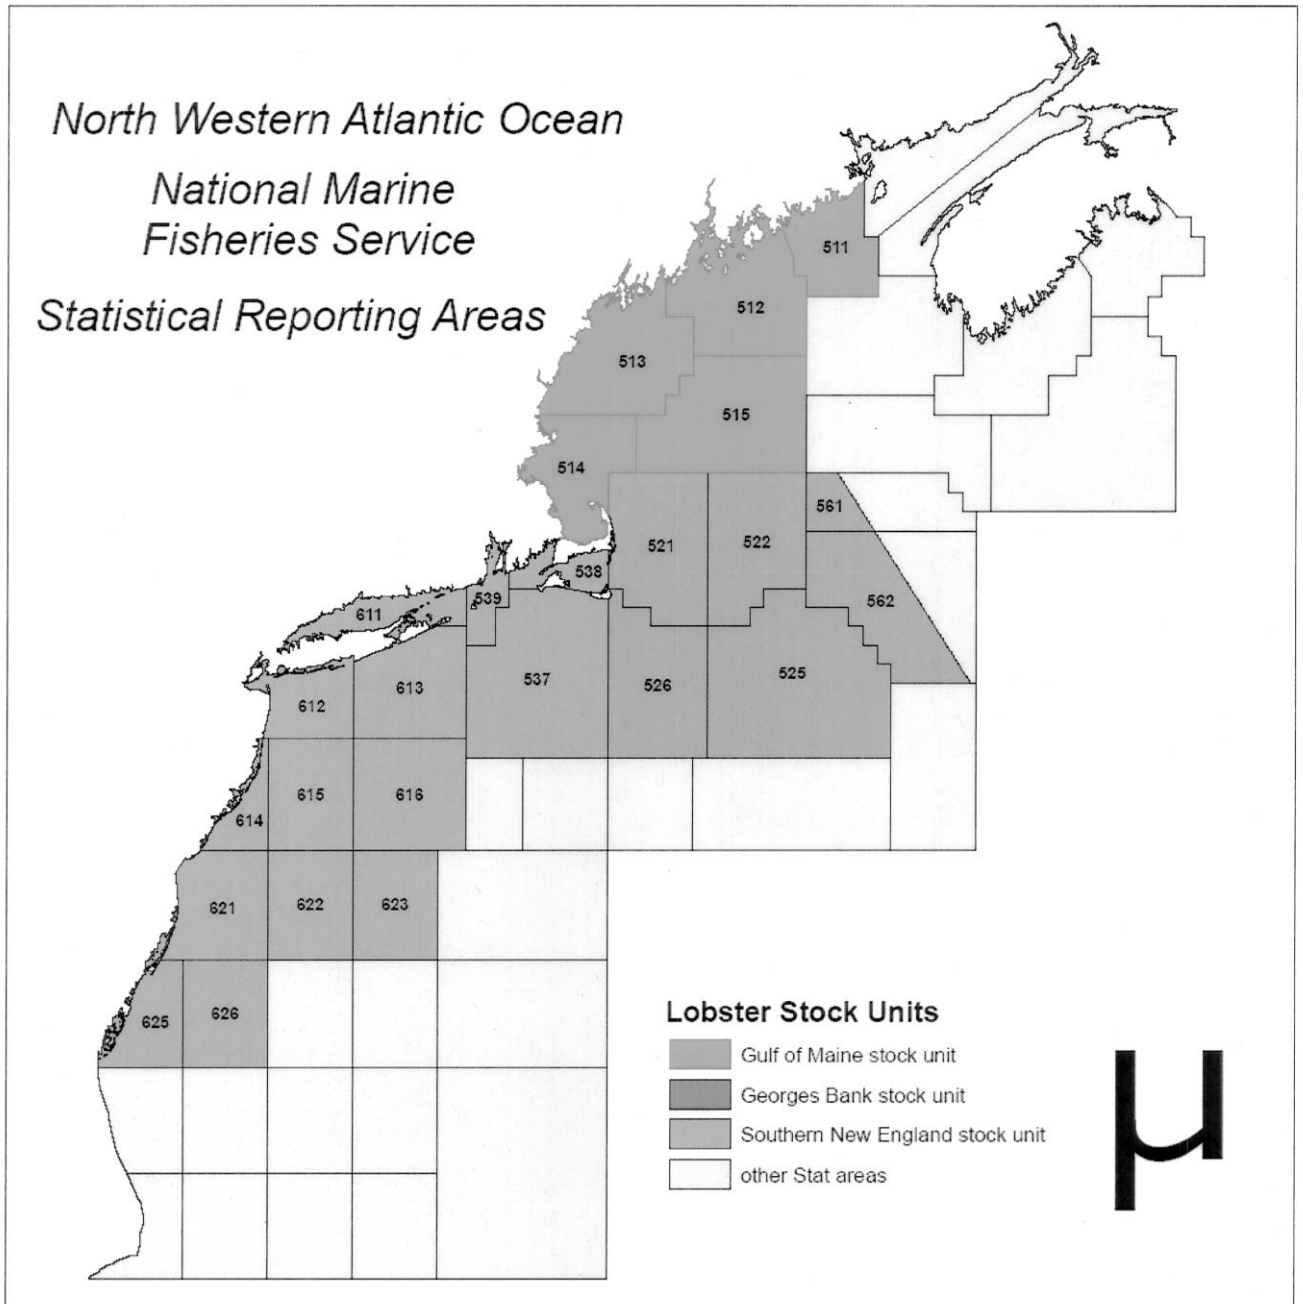 North Western Atlantic Ocean
National Marine
Fisheries Service
Statistical Reporting Areas
511
512
513
515
514
561
521
522
538
539
562
611
613
537
526
525
612
615
616
614
621
622
623
625
626
Lobster Stock Units
Gulf of Maine stock unit
Georges Bank stock unit
Southern New England stock unit
other Stat areas
µ